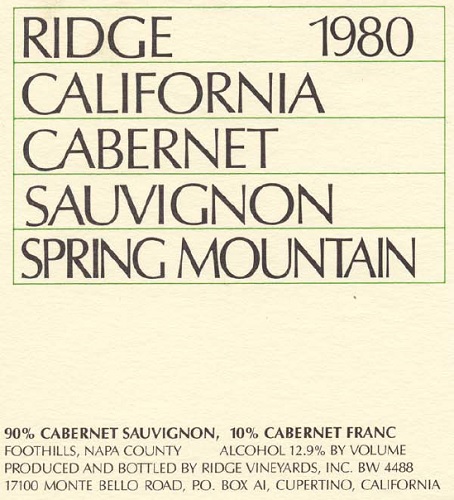 RIDGE 1980
CALIFORNIA
CABERNET
SAUVIGNON
SPRING MOUNTAIN
90% CABERNET SAUVIGNON, 10% CABERNET FRANC
FOOTHILLS, NAPA COUNTY ALCOHOL 12.9% BY VOLUME
PRODUCED AND BOTTLED BY RIDGE VINEYARDS, INC. BW 4488
17100 MONTE BELLO ROAD, P.O. BOX AI, CUPERTINO, CALIFORNIA